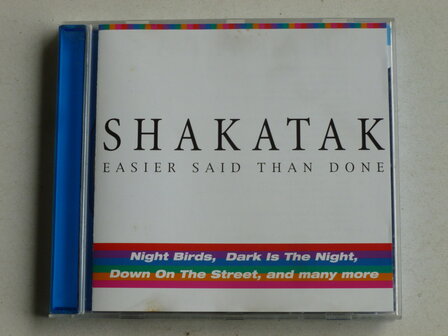 SHAKATAK
EASIER SAID THAN DONE
Night Birds, Dark Is The Night,
Down On The Street, and many more